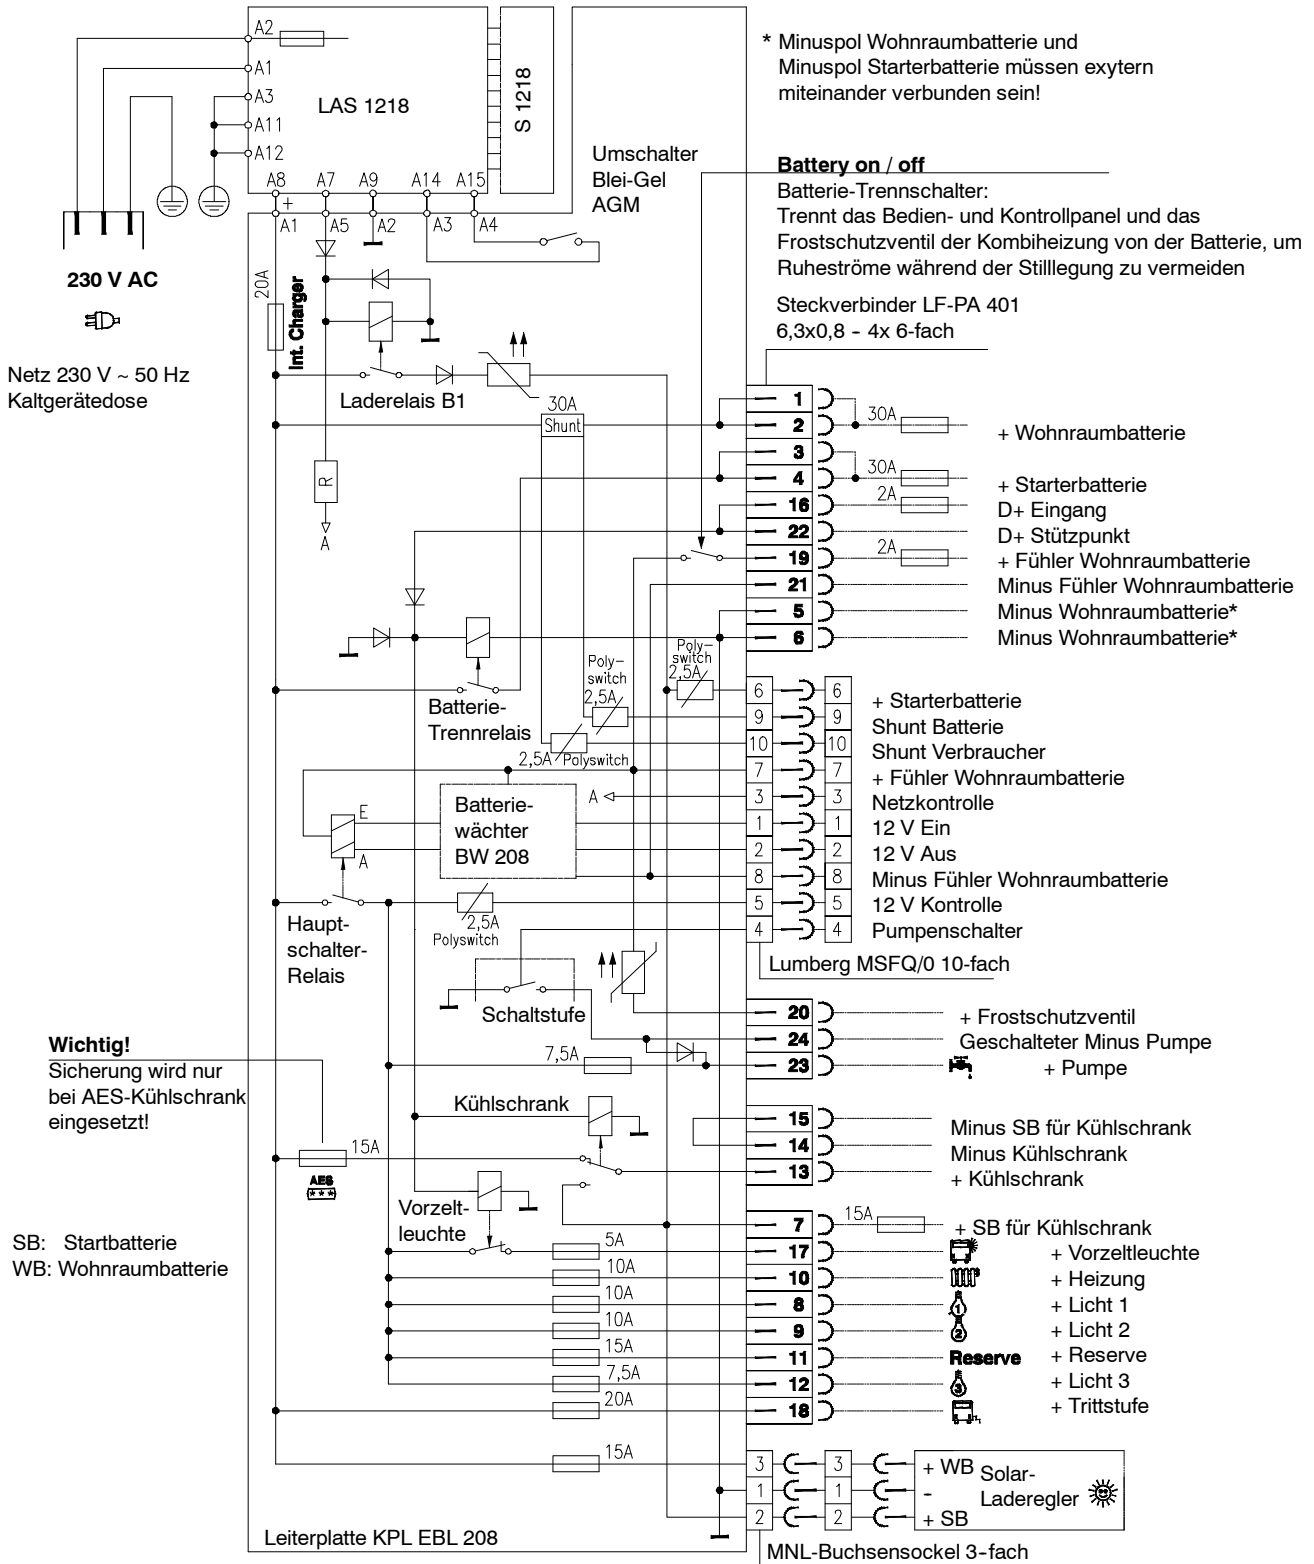 A2
A1
A3
A11
A12
LAS 1218
S 1218
A8
A7
A9
A14
A15
+
A1
A5
A2
A3
A4
* Minuspol Wohnraumbatterie und
Minuspol Starterbatterie müssen exytern
miteinander verbunden sein!
Umschalter
Blei-Gel
AGM
Battery on / off
Batterie-Trennschalter:
Trennt das Bedien- und Kontrollpanel und das
Frostschutzventil der Kombiheizung von der Batterie, um
Ruheströme während der Stilllegung zu vermeiden
230 V AC
Netz 230 V ~ 50 Hz
Kaltgerätedose
20A
Int. Charger
Steckverbinder LF-PA 401
6,3x0,8 - 4x 6-fach
Laderelais B1
30A
Shunt
R
A
1
2
30A
+ Wohnraumbatterie
3
4
30A
+ Starterbatterie
16
2A
D+ Eingang
22
D+ Stützpunkt
19
2A
+ Fühler Wohnraumbatterie
21
Minus Fühler Wohnraumbatterie
5
Minus Wohnraumbatterie*
6
Minus Wohnraumbatterie*
Poly-
switch
2,5A
Poly-
switch
2,5A
2,5A Polyswitch
Batterie-
Trennrelais
6 6 + Starterbatterie
9 9 Shunt Batterie
10 10 Shunt Verbraucher
7 7 + Fühler Wohnraumbatterie
A 3 3 Netzkontrolle
1 1 12 V Ein
2 2 12 V Aus
8 8 Minus Fühler Wohnraumbatterie
5 5 12 V Kontrolle
4 4 Pumpenschalter
Lumberg MSFQ/0 10-fach
E
A
Batterie-
wächter
BW 208
Haupt-
schalter-
Relais
2,5A
Polyswitch
Schaltstufe
20 + Frostschutzventil
24 Geschalteter Minus Pumpe
7,5A 23 + Pumpe
Wichtig!
Sicherung wird nur
bei AES-Kühlschrank
eingesetzt!
15A
AES
***
Kühlschrank
15 Minus SB für Kühlschrank
14 Minus Kühlschrank
13 + Kühlschrank
Vorzelt-
leuchte
SB: Startbatterie
WB: Wohnraumbatterie
7 15A + SB für Kühlschrank
5A 17 + Vorzeltleuchte
10A 10 + Heizung
10A 8 1 + Licht 1
10A 9 2 + Licht 2
15A 11 Reserve + Reserve
7,5A 12 3 + Licht 3
20A 18 + Trittstufe
15A 3 3 + WB
1 1 -
2 2 + SB
Solar-
Laderegler
Leiterplatte KPL EBL 208
MNL-Buchsensockel 3-fach